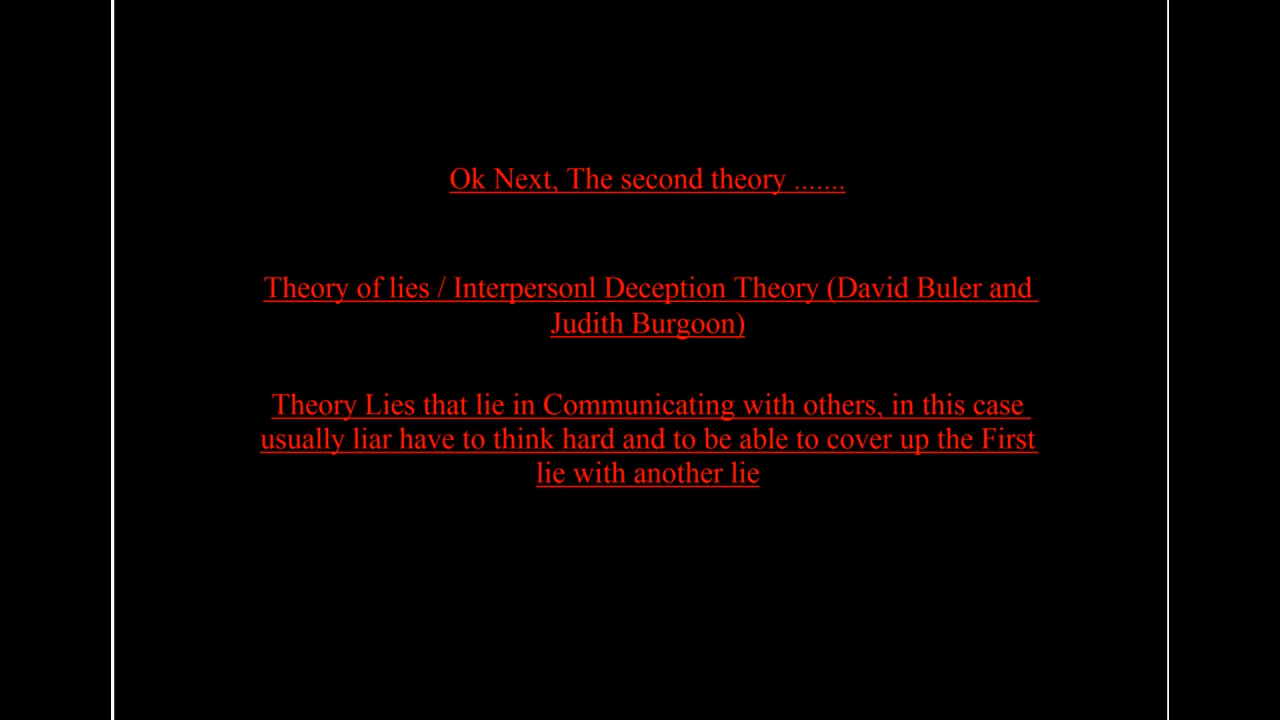 Ok Next, The second theory .......
Theory of lies / Interpersonl Deception Theory (David Buler and
Judith Burgoon)
Theory Lies that lie in Communicating with others, in this case
usually liar have to think hard and to be able to cover up the First
lie with another lie